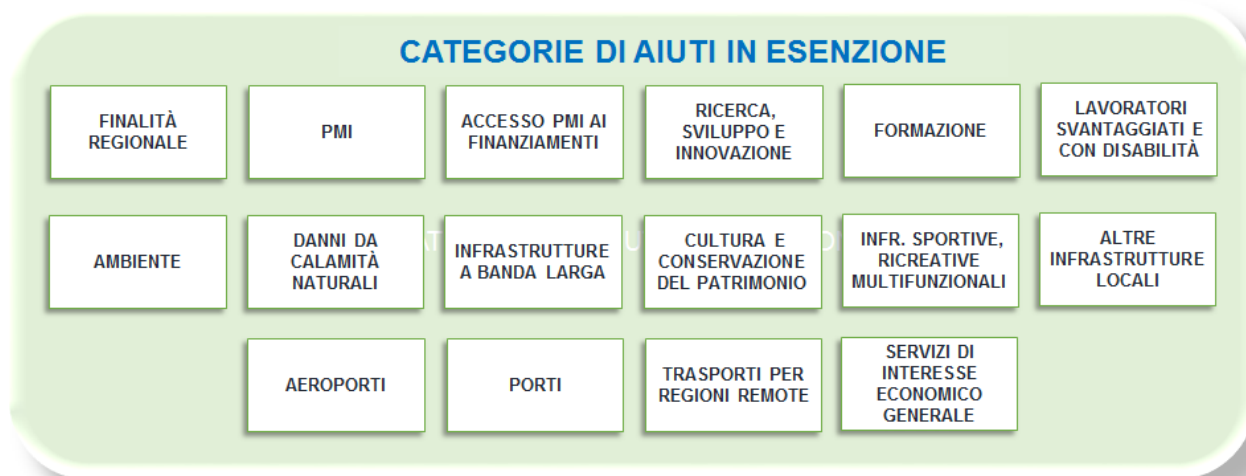 CATEGORIE DI AIUTI IN ESENZIONE
FINALITÀ
REGIONALE
PMI
ACCESSO PMI AI
FINANZIAMENTI
RICERCA,
SVILUPPO E
INNOVAZIONE
FORMAZIONE
LAVORATORI
SVANTAGGIATI E
CON DISABILITÀ
AMBIENTE
DANNI DA
CALAMITÀ
NATURALI
INFRASTRUTTURE
A BANDA LARGA
CULTURA E
CONSERVAZIONE
DEL PATRIMONIO
INFR. SPORTIVE,
RICREATIVE
MULTIFUNZIONALI
ALTRE
INFRASTRUTTURE
LOCALI
AEROPORTI
PORTI
TRASPORTI PER
REGIONI REMOTE
SERVIZI DI
INTERESSE
ECONOMICO
GENERALE